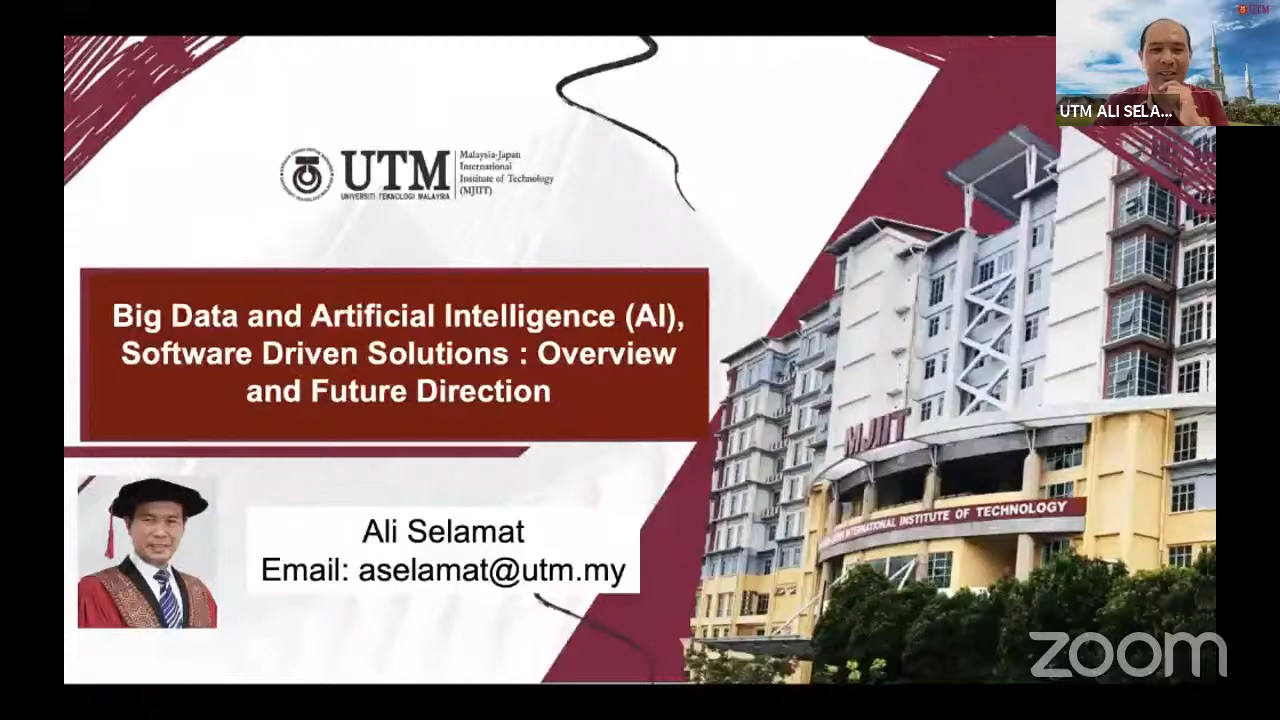 UTM
UTM ALI SELA...
UTM
UNIVERSITI TEKNOLOGI MALAYSIA
Malaysia-Japan
International
Institute of Technology
(MJIIT)
Big Data and Artificial Intelligence (AI),
Software Driven Solutions : Overview
and Future Direction
Ali Selamat
Email: aselamat@utm.my
MJIIT
INTERNATIONAL INSTITUTE OF TECHNOLOGY
zoom